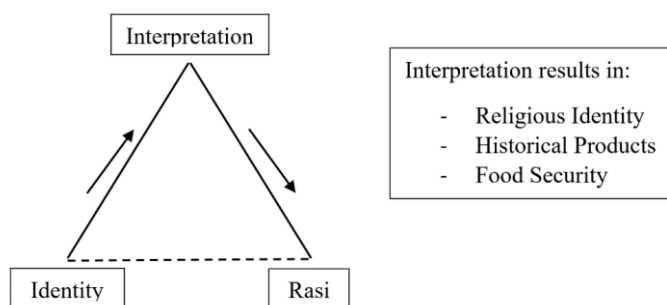 Interpretation
Interpretation results in:
- Religious Identity
- Historical Products
- Food Security
Identity
Rasi